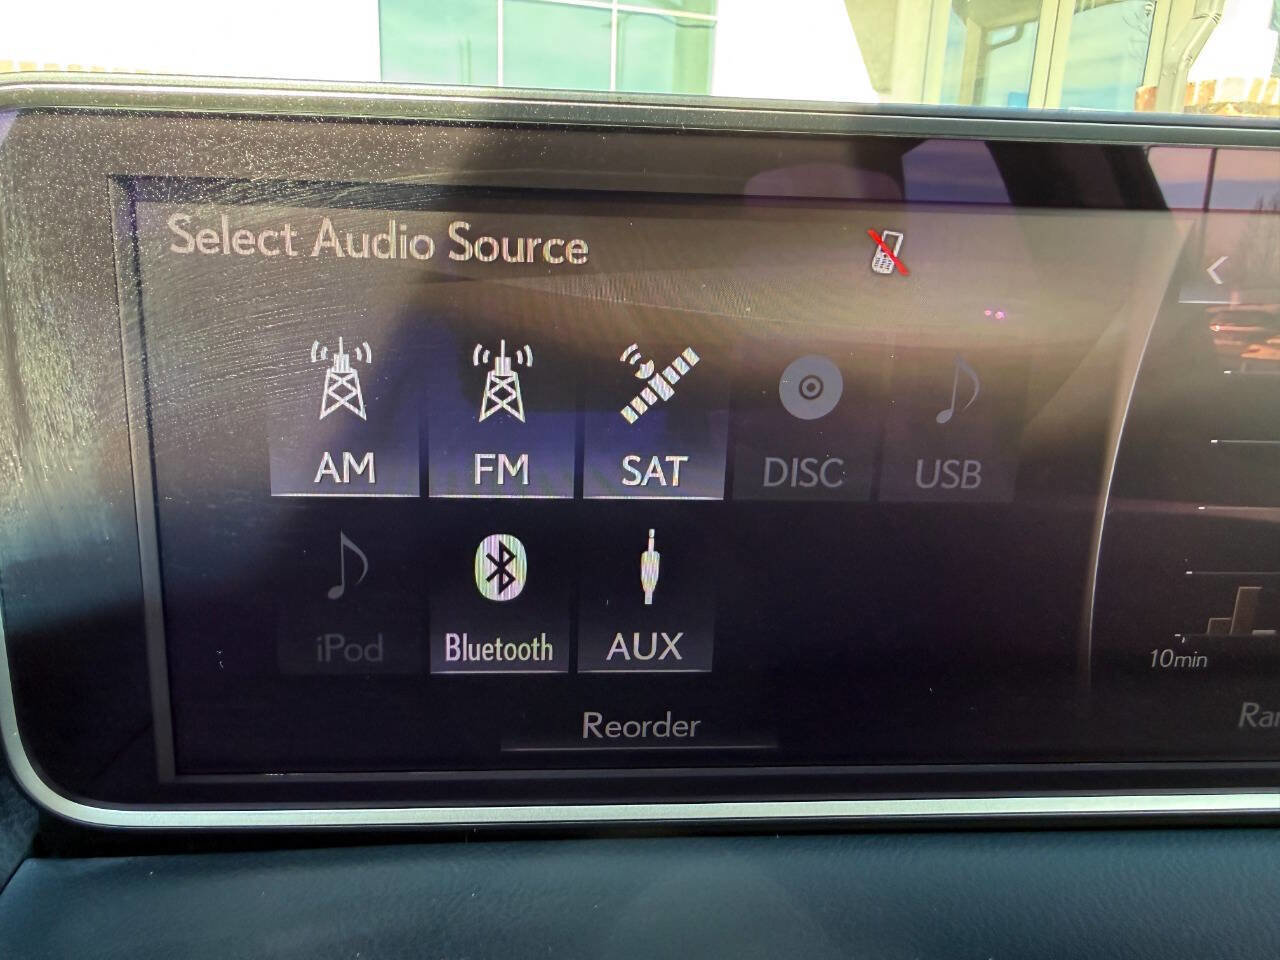 Select Audio Source
AM FM SAT DISC USB
iPod Bluetooth AUX
Reorder
10min